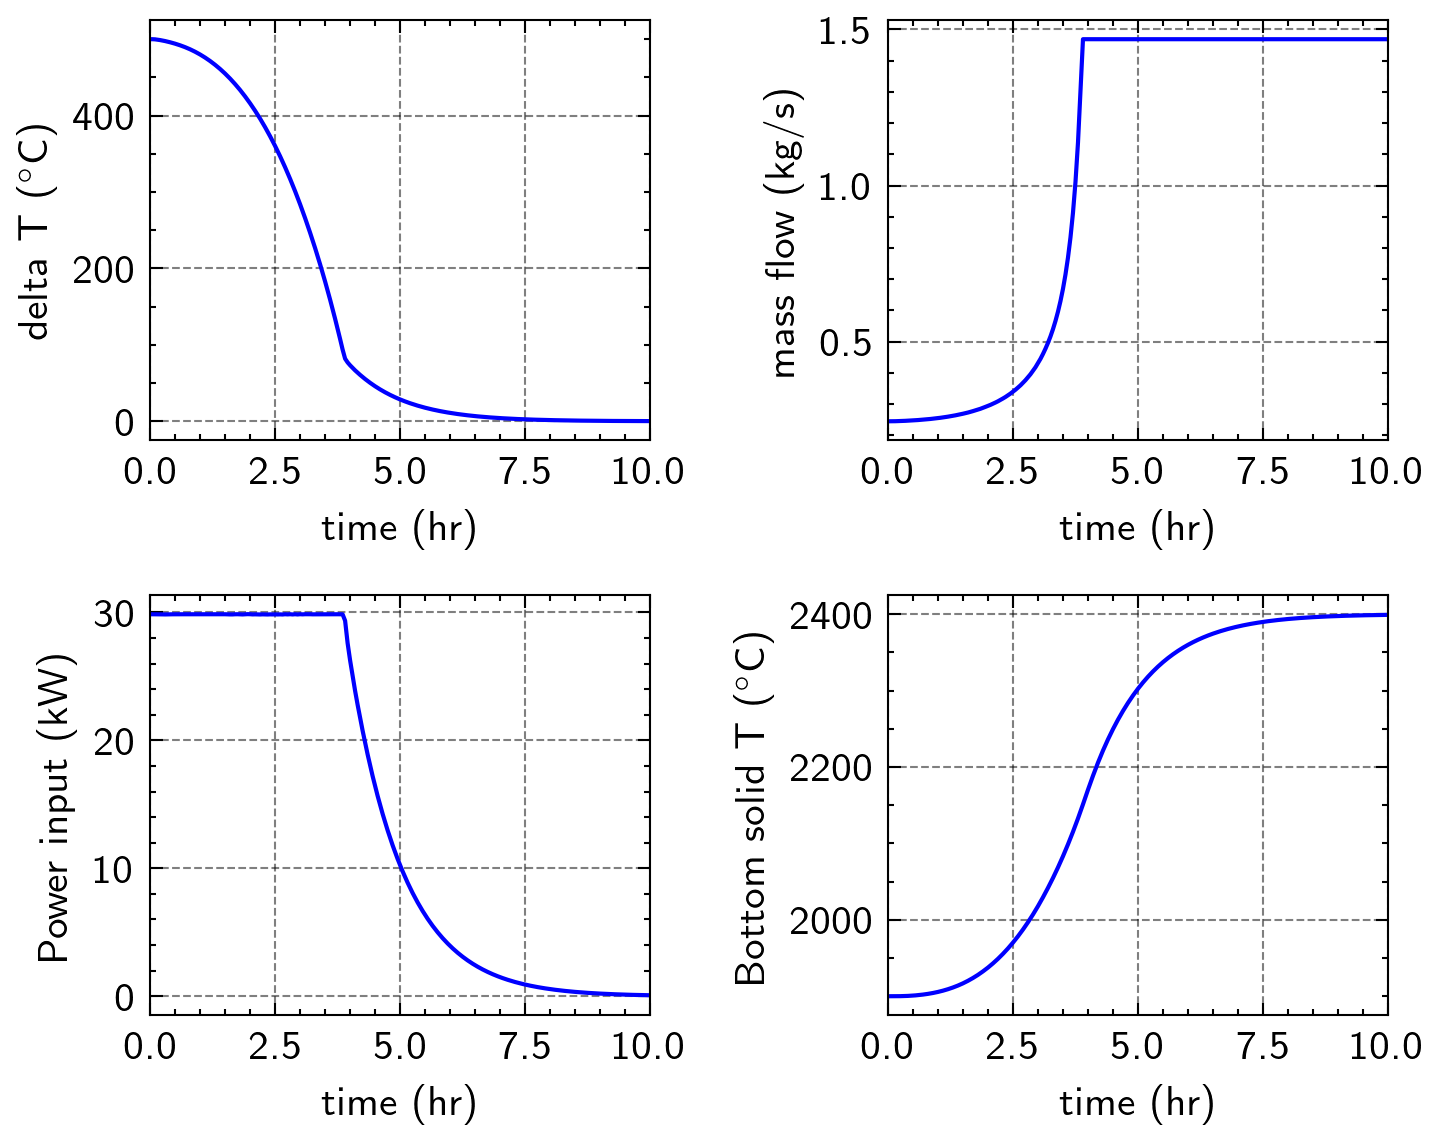 delta T (°C)
400
200
0
0.0 2.5 5.0 7.5 10.0
time (hr)
mass flow (kg/s)
1.5
1.0
0.5
0.0 2.5 5.0 7.5 10.0
time (hr)
Power input (kW)
30
20
10
0
0.0 2.5 5.0 7.5 10.0
time (hr)
Bottom solid T (°C)
2400
2200
2000
0.0 2.5 5.0 7.5 10.0
time (hr)